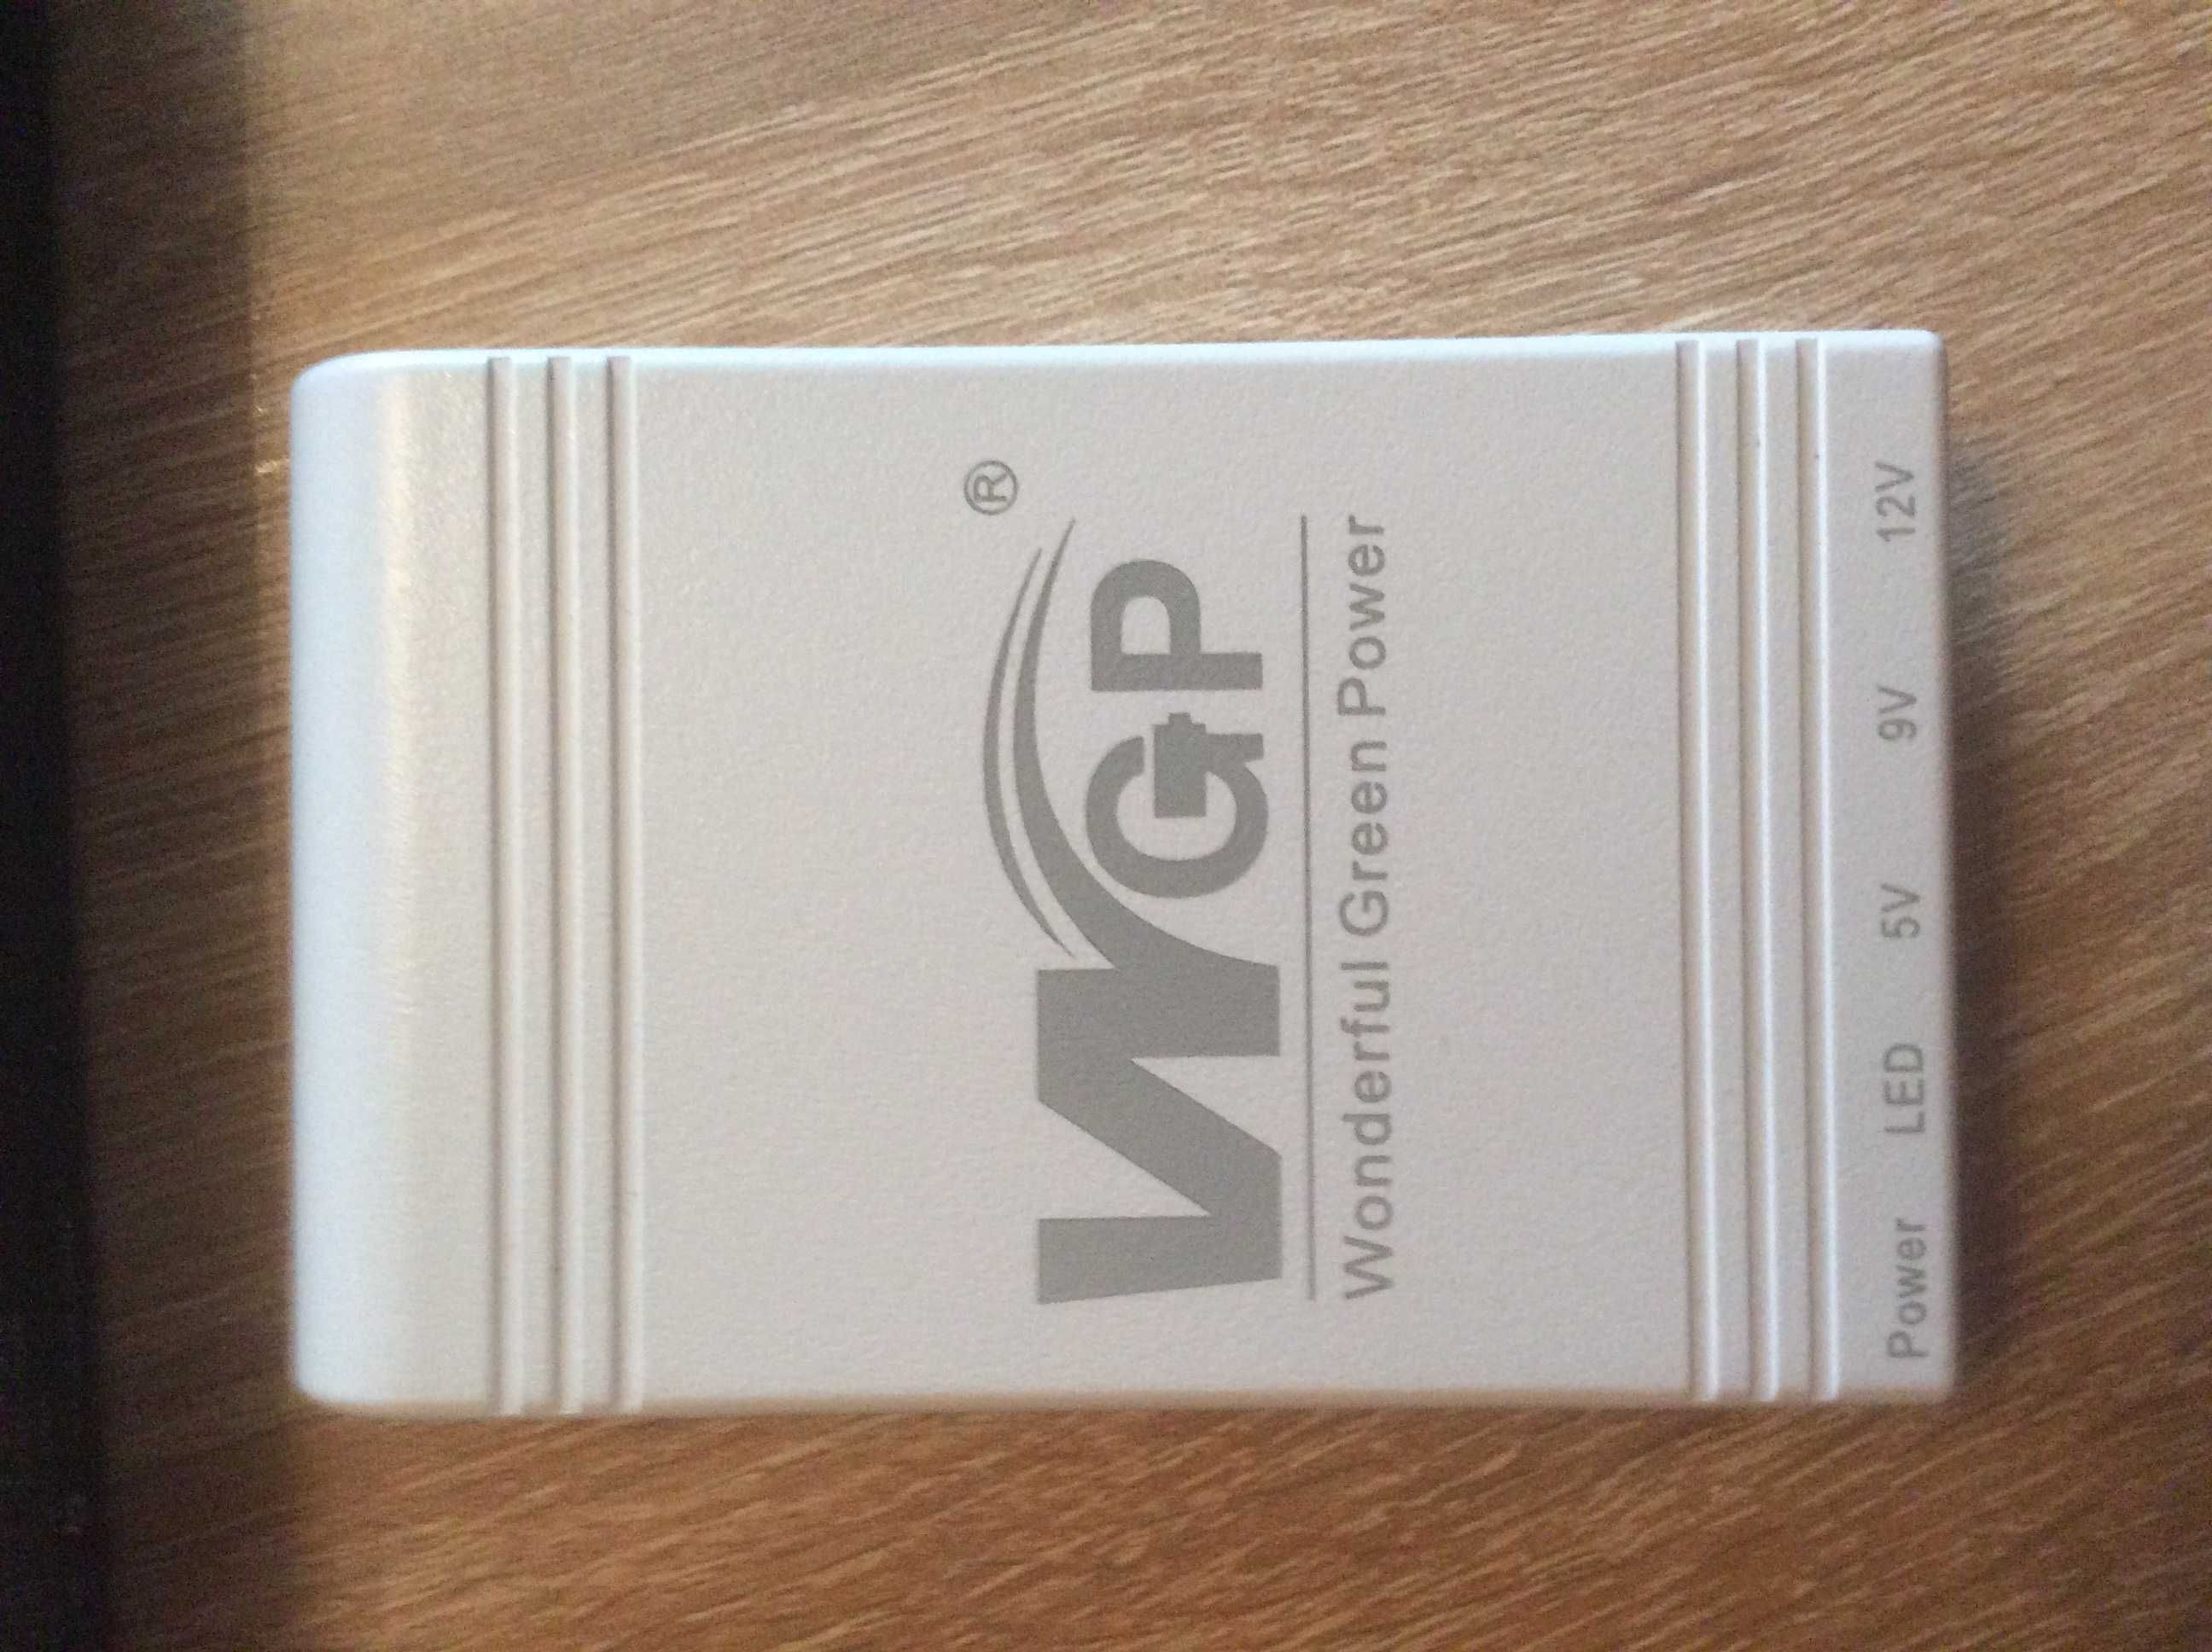 WGP®
Wonderful Green Power
Power LED 5V 9V 12V